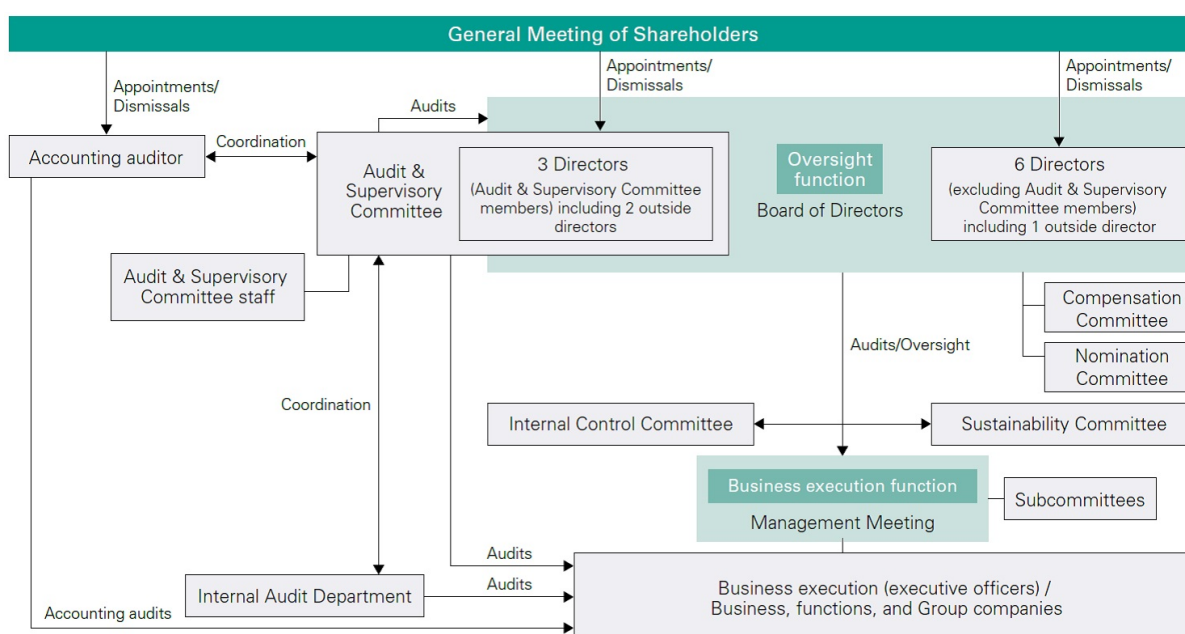 General Meeting of Shareholders
Appointments/
Dismissals
Appointments/
Dismissals
Appointments/
Dismissals
Audits
Accounting auditor
Coordination
Audit &
Supervisory
Committee
3 Directors
(Audit & Supervisory Committee
members) including 2 outside
directors
Oversight
function
Board of Directors
6 Directors
(excluding Audit & Supervisory
Committee members)
including 1 outside director
Audit & Supervisory
Committee staff
Compensation
Committee
Nomination
Committee
Audits/Oversight
Coordination
Internal Control Committee
Sustainability Committee
Business execution function
Management Meeting
Subcommittees
Audits
Internal Audit Department
Audits
Accounting audits
Business execution (executive officers) /
Business, functions, and Group companies